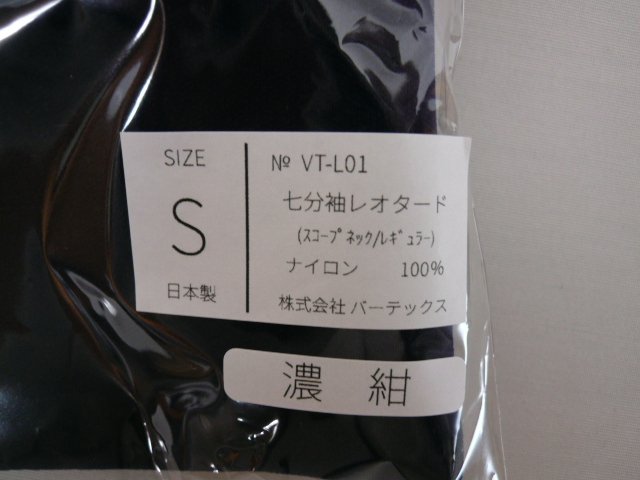 SIZE
S
日本製
№ VT-L01
七分袖レオタード
(ｽｺｰﾌﾟﾈｯｸ/ﾚｷﾞｭﾗｰ)
ナイロン 100%
株式会社 バーテックス
濃 紺